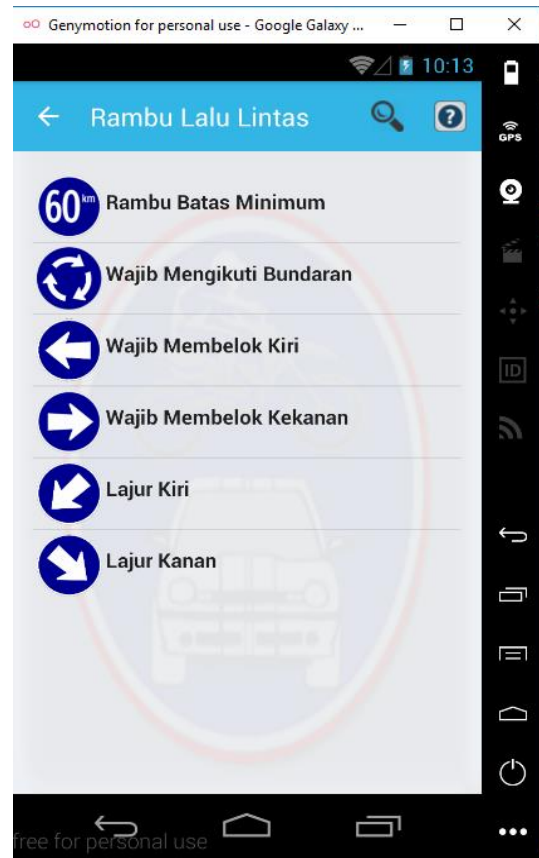 Genymotion for personal use - Google Galaxy ...
10:13
Rambu Lalu Lintas
GPS
60 km Rambu Batas Minimum
Wajib Mengikuti Bundaran
Wajib Membelok Kiri
ID
Wajib Membelok Kekanan
Lajur Kiri
Lajur Kanan
free for personal use